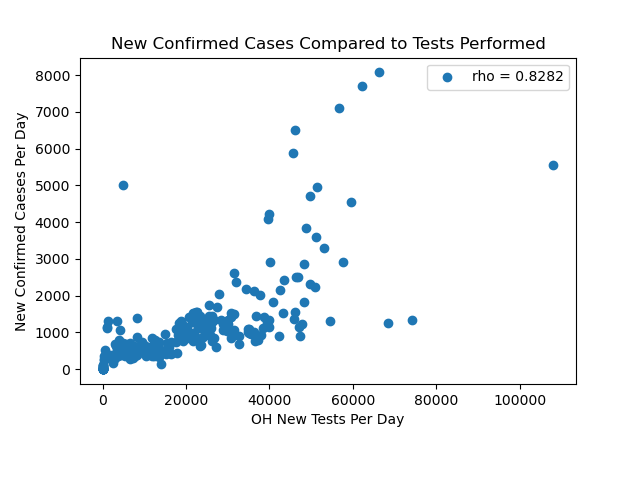 New Confirmed Cases Compared to Tests Performed
rho = 0.8282
New Confirmed Caeses Per Day
8000
7000
6000
5000
4000
3000
2000
1000
0
0 20000 40000 60000 80000 100000
OH New Tests Per Day